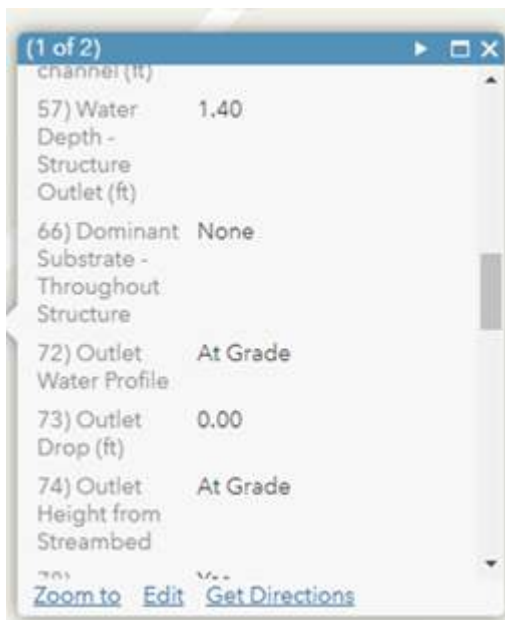 (1 of 2)
channel (ft)
57) Water 1.40
Depth -
Structure
Outlet (ft)
66) Dominant None
Substrate -
Throughout
Structure
72) Outlet At Grade
Water Profile
73) Outlet 0.00
Drop (ft)
74) Outlet At Grade
Height from
Streambed
Zoom to Edit Get Directions